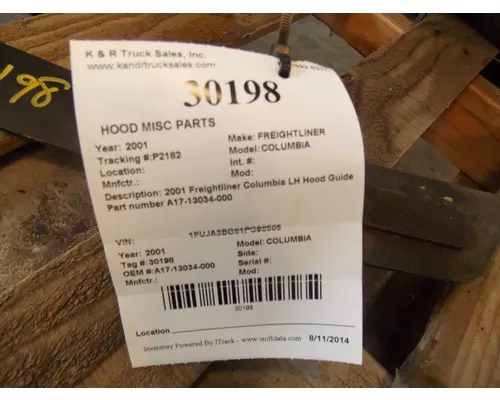 K & R Truck Sales, Inc.
www.kandrtrucksales.com
30198
HOOD MISC PARTS
Year: 2001 Make: FREIGHTLINER
Tracking #:P2182 Model: COLUMBIA
Location: Int. #:
Mnfctr.: Mod:
Description: 2001 Freightliner Columbia LH Hood Guide
Part number A17-13034-000
VIN:
Year: 2001 Model:COLUMBIA
Tag #:30198 Side:
OEM #:A17-13034-000 Serial #:
Mnfctr.: Mod:
30198
Location
Inventory Powered By ITrack - www.isoftdata.com 8/11/2014
198